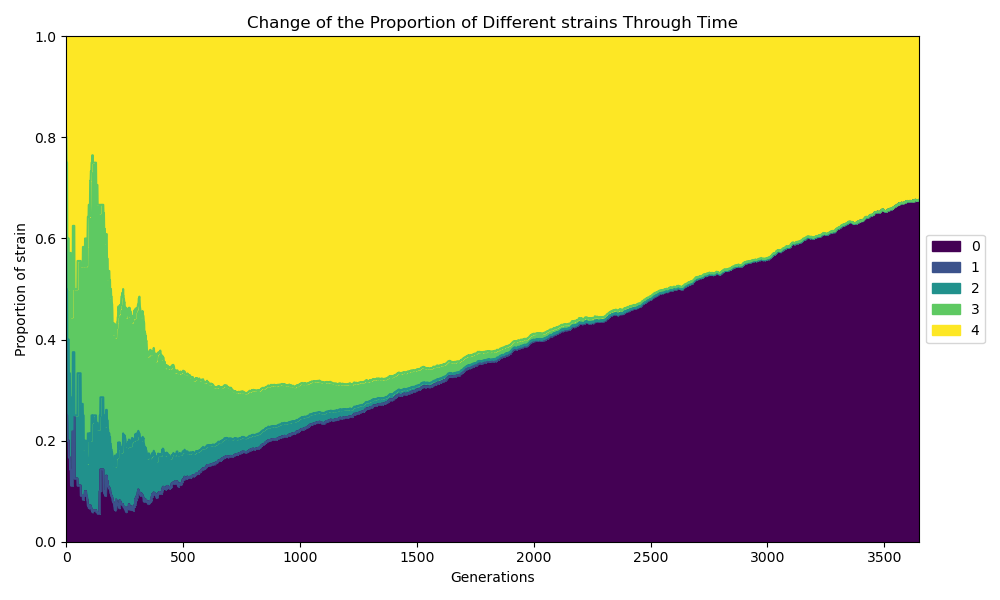 Change of the Proportion of Different strains Through Time
1.0
0.8
0.6
0.4
0.2
0.0
Proportion of strain
0 500 1000 1500 2000 2500 3000 3500
Generations
0
1
2
3
4